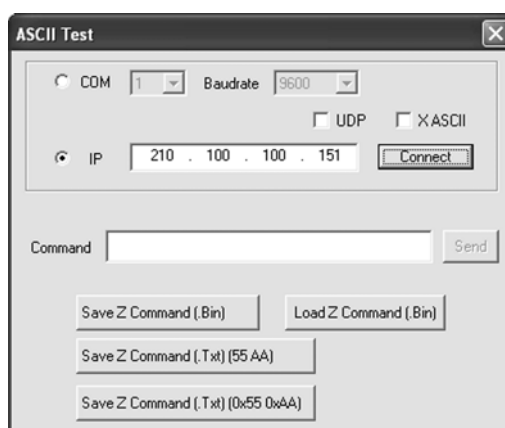 ASCII Test
COM 1 Baudrate 9600
UDP X ASCII
IP 210 . 100 . 100 . 151 Connect
Command Send
Save Z Command (.Bin) Load Z Command (.Bin)
Save Z Command (.Txt) (55 AA)
Save Z Command (.Txt) (0x55 0xAA)